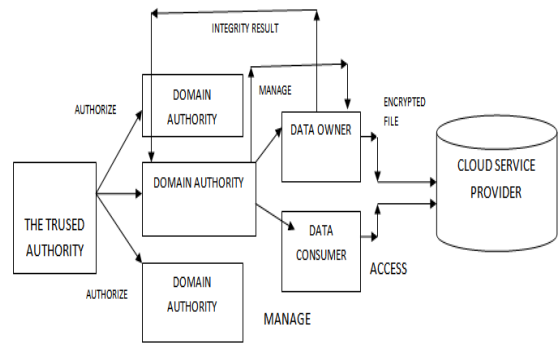 INTEGRITY RESULT
DOMAIN
AUTHORITY
MANAGE
AUTHORIZE
ENCRYPTED
FILE
DATA OWNER
CLOUD SERVICE
PROVIDER
DOMAIN AUTHORITY
THE TRUSED
AUTHORITY
DATA
CONSUMER
ACCESS
DOMAIN
AUTHORITY
AUTHORIZE
MANAGE